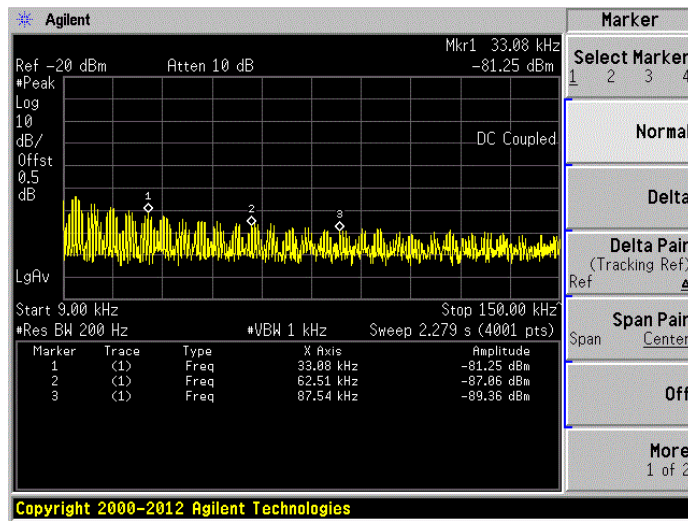 Agilent
Marker
Mkr1 33.08 kHz
Ref -20 dBm Atten 10 dB -81.25 dBm
#Peak
Log
10
dB/
Offst
0.5
dB
DC Coupled
1
2
3
LgAv
Start 9.00 kHz Stop 150.00 kHz^
#Res BW 200 Hz #VBW 1 kHz Sweep 2.279 s (4001 pts)
Marker Trace Type X Axis Amplitude
1 (1) Freq 33.08 kHz -81.25 dBm
2 (1) Freq 62.51 kHz -87.06 dBm
3 (1) Freq 87.54 kHz -89.36 dBm
Select Marker
1 2 3 4
Normal
Delta
Delta Pair
(Tracking Ref)
Ref
Span Pair
Span Center
Off
More
1 of 2
Copyright 2000-2012 Agilent Technologies